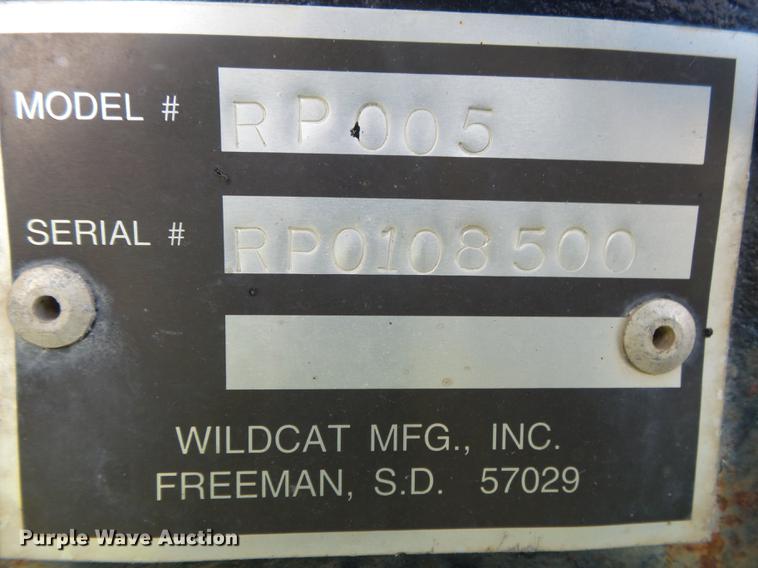 MODEL # RP005
SERIAL # RP0108500
WILDCAT MFG., INC.
FREEMAN, S.D. 57029
Purple Wave Auction